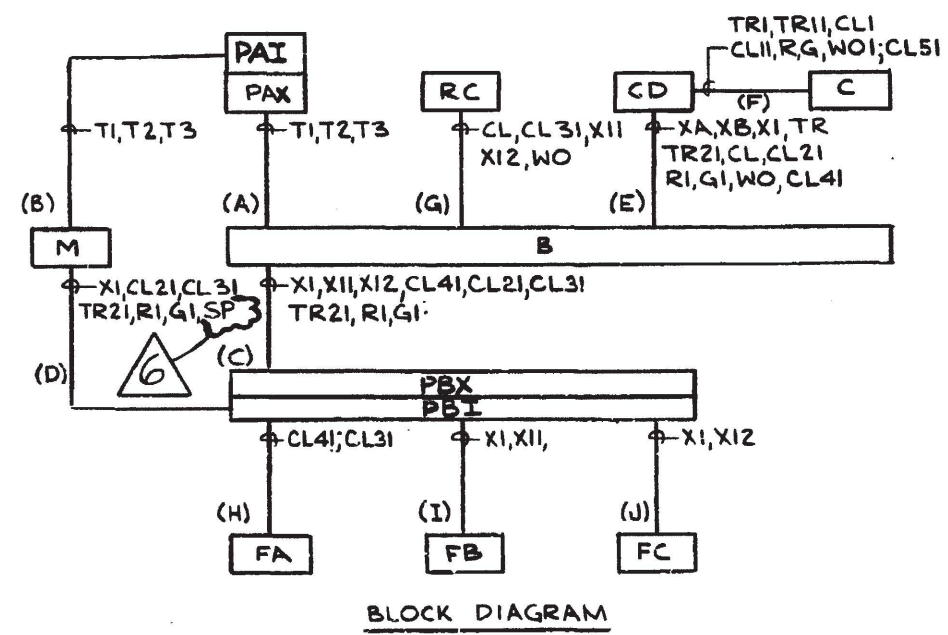 TR1, TR11, CL1
CL11, R, G, WO1; CL51
PAI
PAX
RC
CD
(F)
C
T1, T2, T3
T1, T2, T3
CL, CL31, X11
X12, WO
XA, XB, X1, TR
TR21, CL, CL21
R1, G1, WO, CL41
(B)
(A)
(G)
(E)
M
B
X1, CL21, CL31
TR21, R1, G1, SP
X1, X11, X12, CL41, CL21, CL31
TR21, R1, G1
6
(C)
(D)
PBX
PBI
CL41; CL31
X1, X11,
X1, X12
(H)
(I)
(J)
FA
FB
FC
BLOCK DIAGRAM